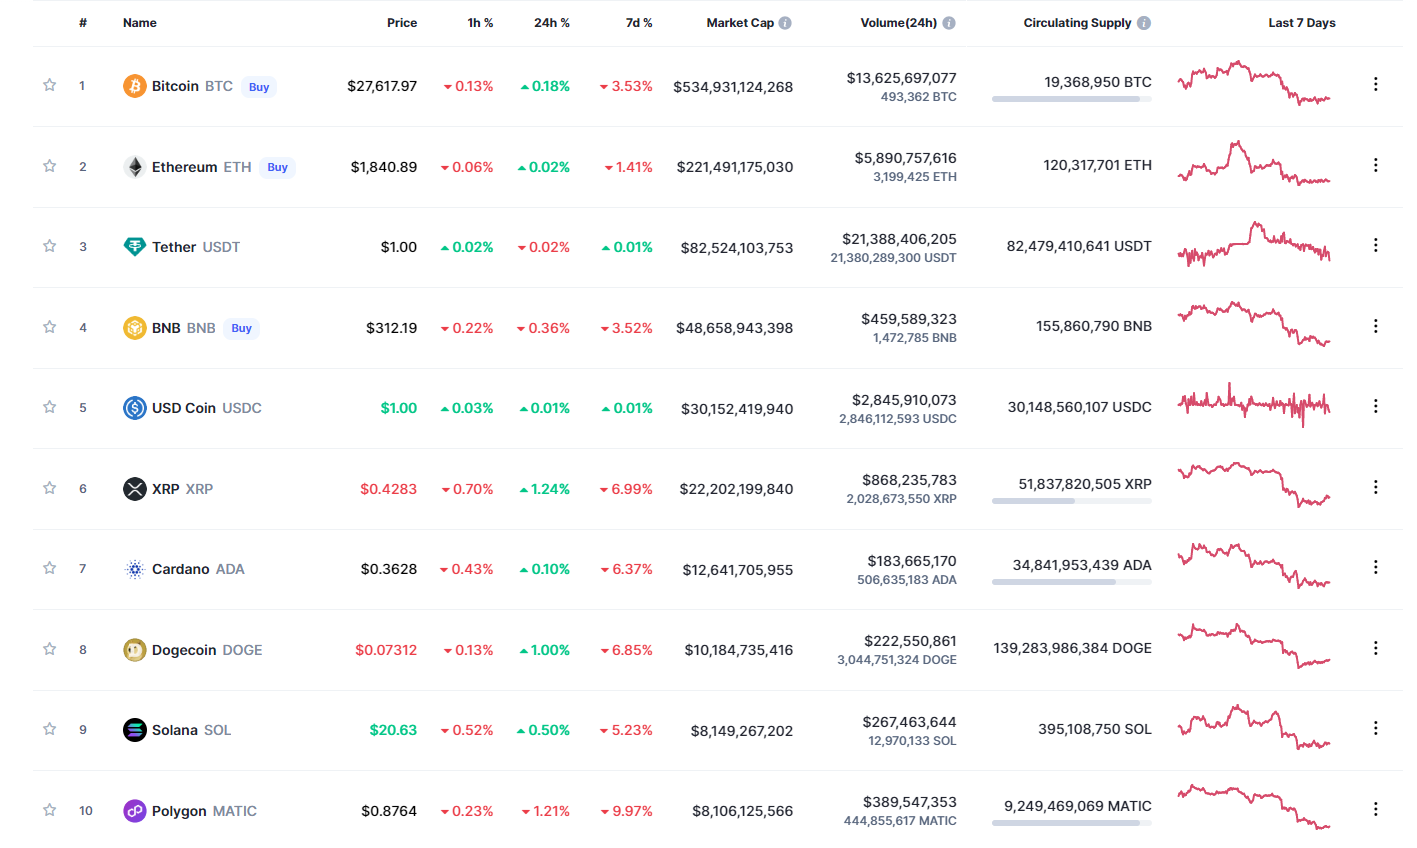 # Name Price 1h % 24h % 7d % Market Cap Volume(24h) Circulating Supply Last 7 Days
1 Bitcoin BTC Buy $27,617.97 0.13% 0.18% 3.53% $534,931,124,268 $13,625,697,077 19,368,950 BTC
493,362 BTC
2 Ethereum ETH Buy $1,840.89 0.06% 0.02% 1.41% $221,491,175,030 $5,890,757,616 120,317,701 ETH
3,199,425 ETH
3 Tether USDT $1.00 0.02% 0.02% 0.01% $82,524,103,753 $21,388,406,205 82,479,410,641 USDT
21,380,289,300 USDT
4 BNB BNB Buy $312.19 0.22% 0.36% 3.52% $48,658,943,398 $459,589,323 155,860,790 BNB
1,472,785 BNB
5 USD Coin USDC $1.00 0.03% 0.01% 0.01% $30,152,419,940 $2,845,910,073 30,148,560,107 USDC
2,846,112,593 USDC
6 XRP XRP $0.4283 0.70% 1.24% 6.99% $22,202,199,840 $868,235,783 51,837,820,505 XRP
2,028,673,550 XRP
7 Cardano ADA $0.3628 0.43% 0.10% 6.37% $12,641,705,955 $183,665,170 34,841,953,439 ADA
506,635,183 ADA
8 Dogecoin DOGE $0.07312 0.13% 1.00% 6.85% $10,184,735,416 $222,550,861 139,283,986,384 DOGE
3,044,751,324 DOGE
9 Solana SOL $20.63 0.52% 0.50% 5.23% $8,149,267,202 $267,463,644 395,108,750 SOL
12,970,133 SOL
10 Polygon MATIC $0.8764 0.23% 1.21% 9.97% $8,106,125,566 $389,547,353 9,249,469,069 MATIC
444,855,617 MATIC